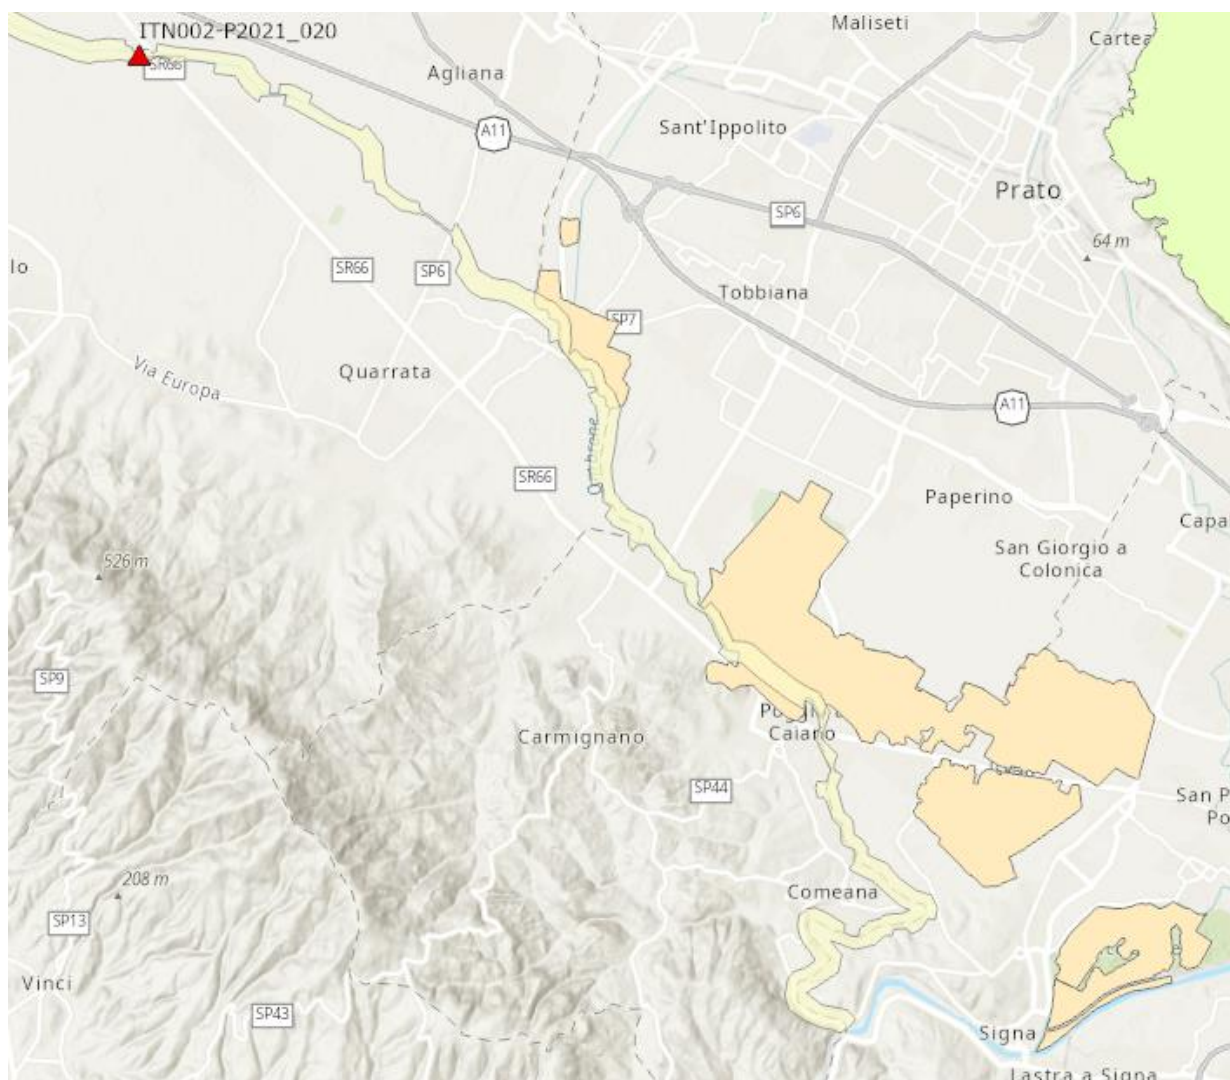 ITN002-P2021_020
Maliseti
Cartea
SR66
Agliana
A11
Sant'Ippolito
Prato
SP6
64 m
lo
SR66
SP6
Tobbiana
SP7
Via Europa
Quarrata
A11
Ombrone
SR66
Paperino
Capa
San Giorgio a
Colonica
526 m
SP9
Carmignano
Caiano
SP44
San P
Po
208 m
Comeana
SP13
Vinci
SP43
Signa
Lastra a Signa